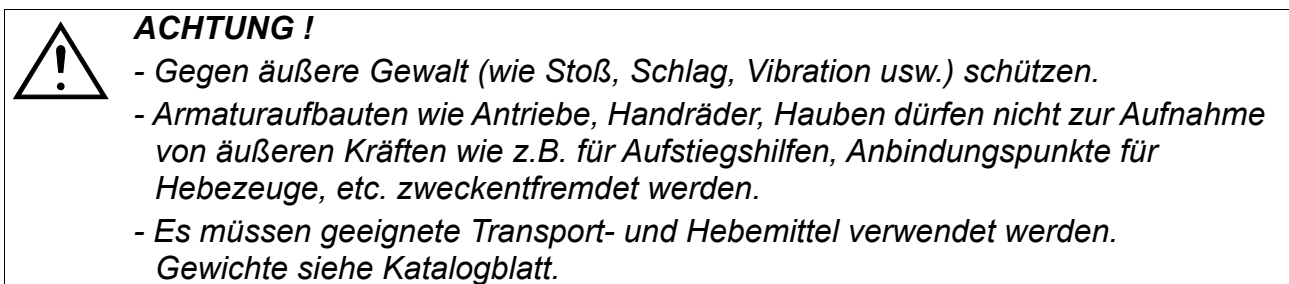 ACHTUNG !
- Gegen äußere Gewalt (wie Stoß, Schlag, Vibration usw.) schützen.
- Armaturaufbauten wie Antriebe, Handräder, Hauben dürfen nicht zur Aufnahme
von äußeren Kräften wie z.B. für Aufstiegshilfen, Anbindungspunkte für
Hebezeuge, etc. zweckentfremdet werden.
- Es müssen geeignete Transport- und Hebemittel verwendet werden.
Gewichte siehe Katalogblatt.